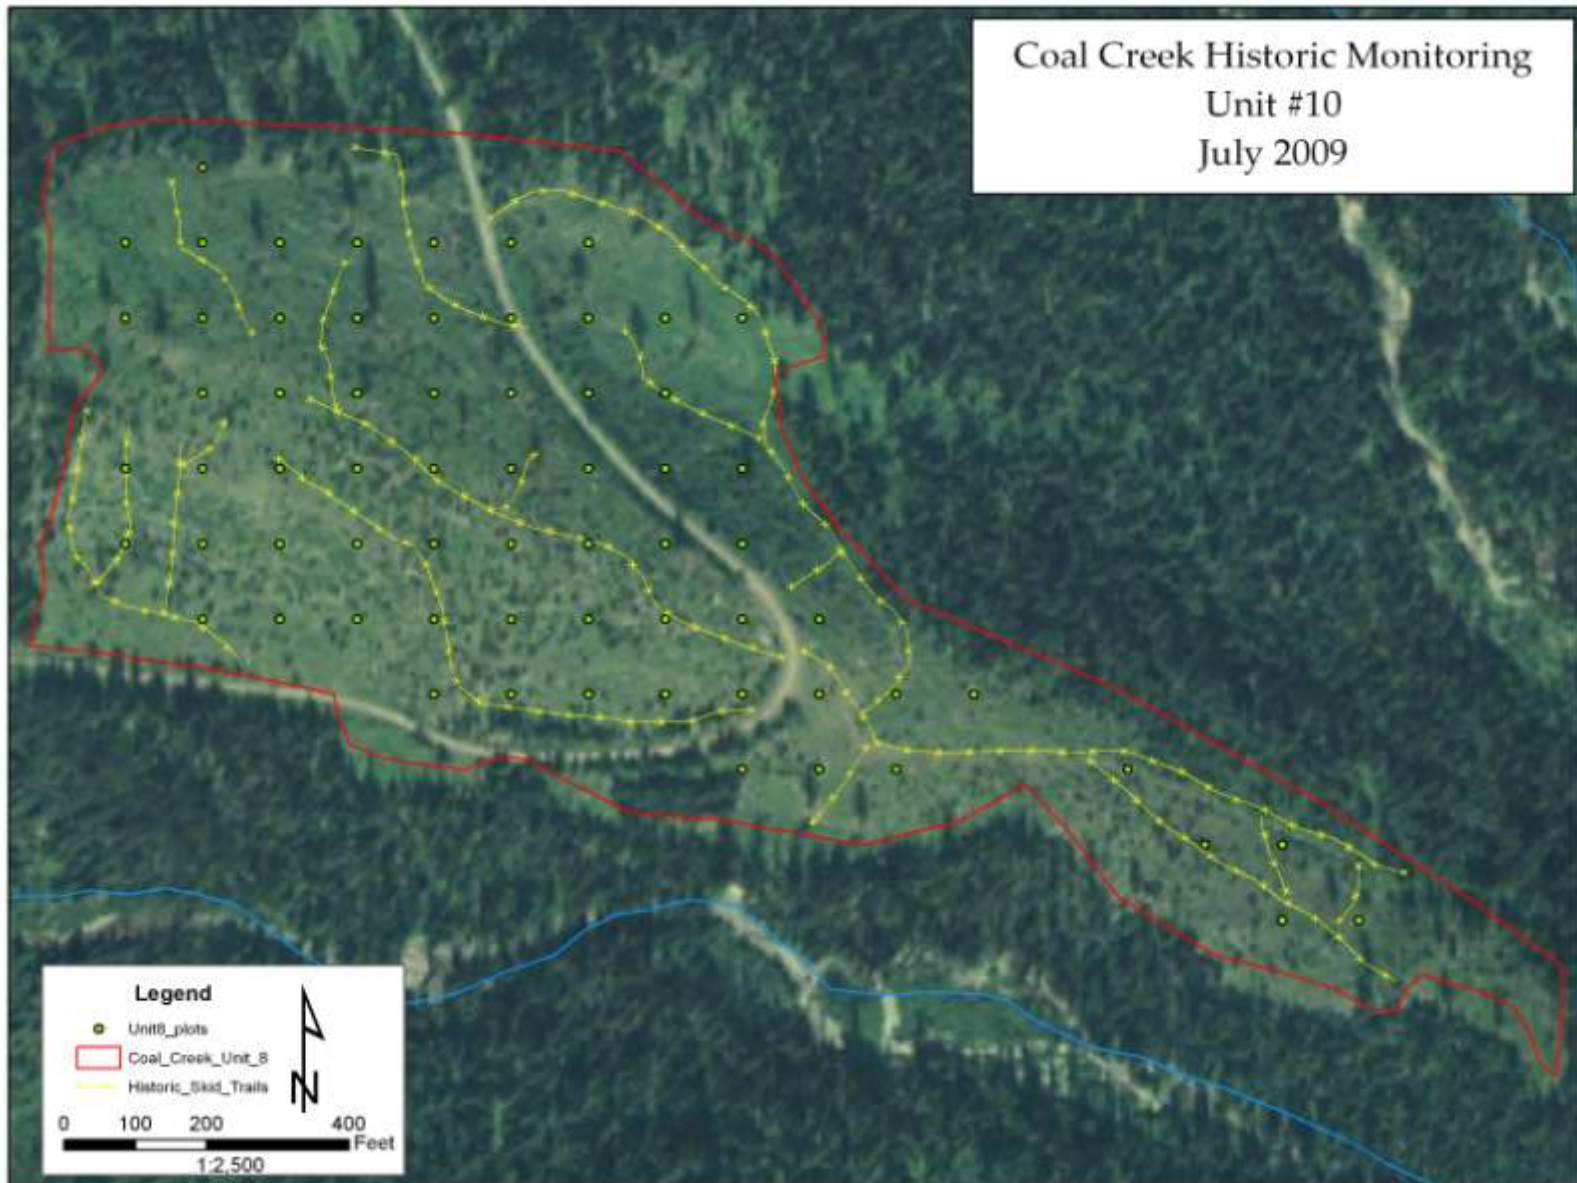 Coal Creek Historic Monitoring
Unit #10
July 2009
Legend
Unit8_plots
Coal_Creek_Unit_8
Historic_Skid_Trails
N
0 100 200 400
Feet
1:2,500